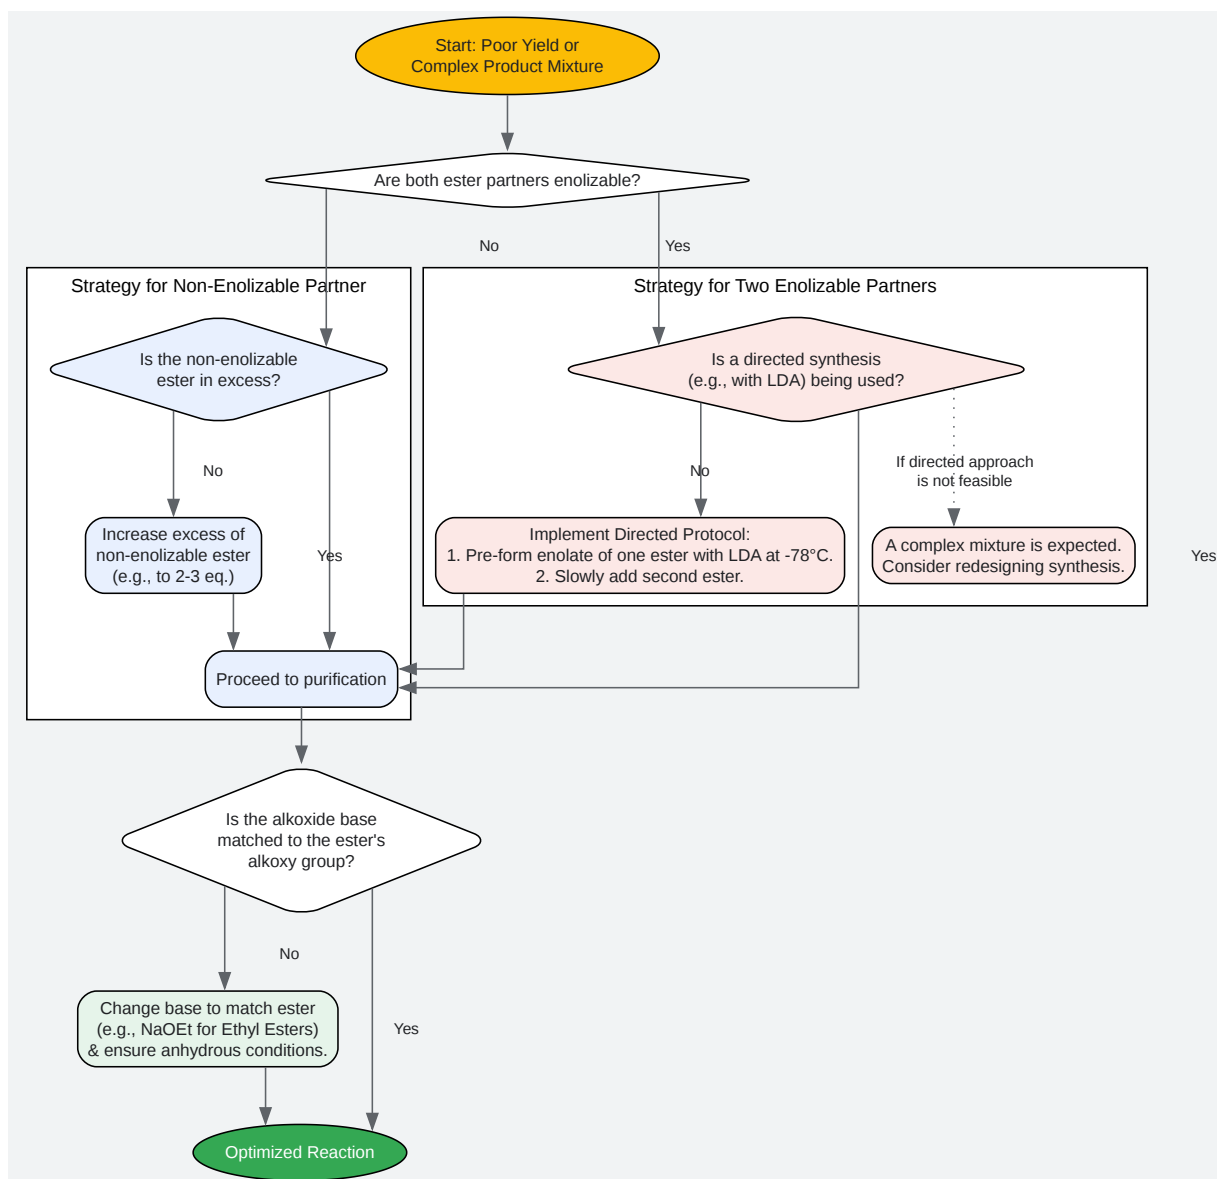 Start: Poor Yield or
Complex Product Mixture
Are both ester partners enolizable?
No
Yes
Strategy for Non-Enolizable Partner
Strategy for Two Enolizable Partners
Is the non-enolizable
ester in excess?
Is a directed synthesis
(e.g., with LDA) being used?
No
No
If directed approach
is not feasible
Increase excess of
non-enolizable ester
(e.g., to 2-3 eq.)
Yes
Implement Directed Protocol:
1. Pre-form enolate of one ester with LDA at -78°C.
2. Slowly add second ester.
A complex mixture is expected.
Consider redesigning synthesis.
Yes
Proceed to purification
Is the alkoxide base
matched to the ester's
alkoxy group?
No
Change base to match ester
(e.g., NaOEt for Ethyl Esters)
& ensure anhydrous conditions.
Yes
Optimized Reaction